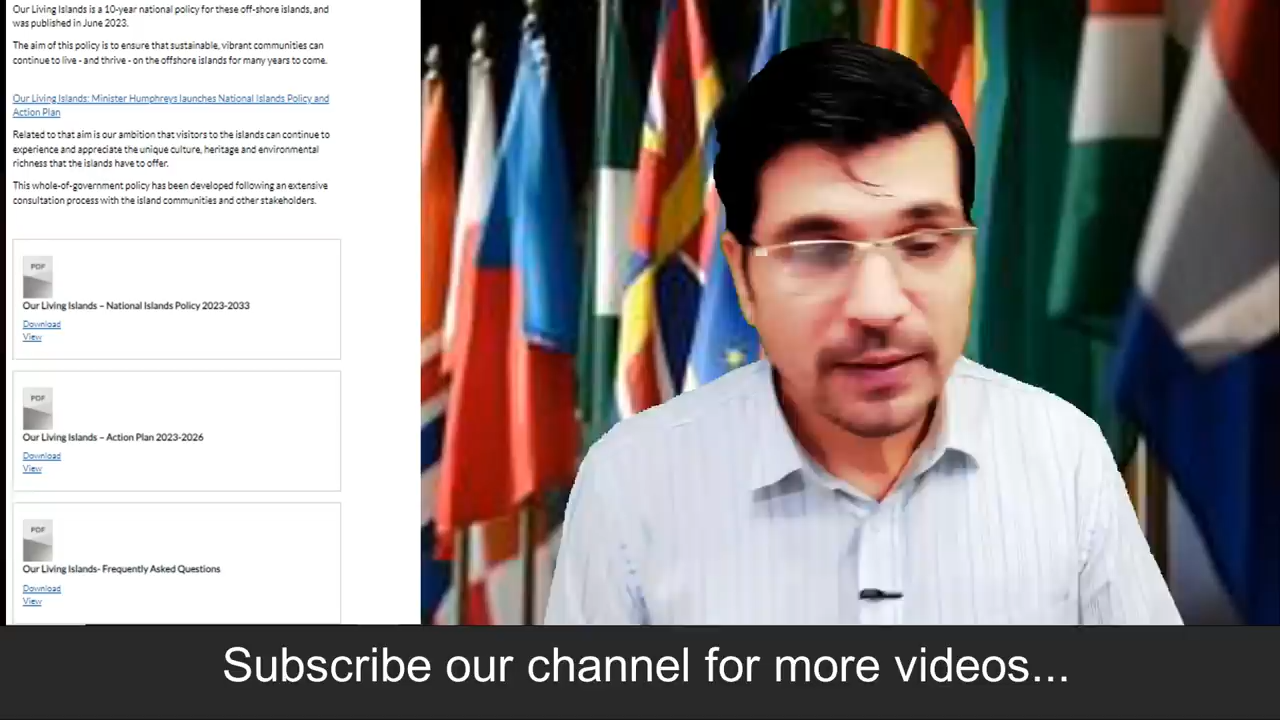 Our Living Islands is a 10-year national policy for these off-shore islands, and
was published in June 2023.
The aim of this policy is to ensure that sustainable, vibrant communities can
continue to live - and thrive - on the offshore islands for many years to come.
Our Living Islands: Minister Humphreys launches National Islands Policy and
Action Plan
Related to that aim is our ambition that visitors to the islands can continue to
experience and appreciate the unique culture, heritage and environmental
richness that the islands have to offer.
This whole-of-government policy has been developed following an extensive
consultation process with the island communities and other stakeholders.
PDF
Our Living Islands – National Islands Policy 2023-2033
Download
View
PDF
Our Living Islands – Action Plan 2023-2026
Download
View
PDF
Our Living Islands- Frequently Asked Questions
Download
View
Subscribe our channel for more videos...